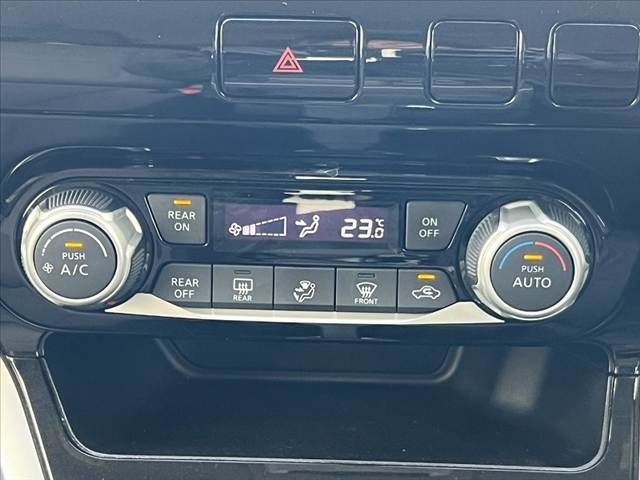 REAR
ON
23.0
°C
ON
OFF
PUSH
A/C
REAR
OFF
REAR
FRONT
PUSH
AUTO